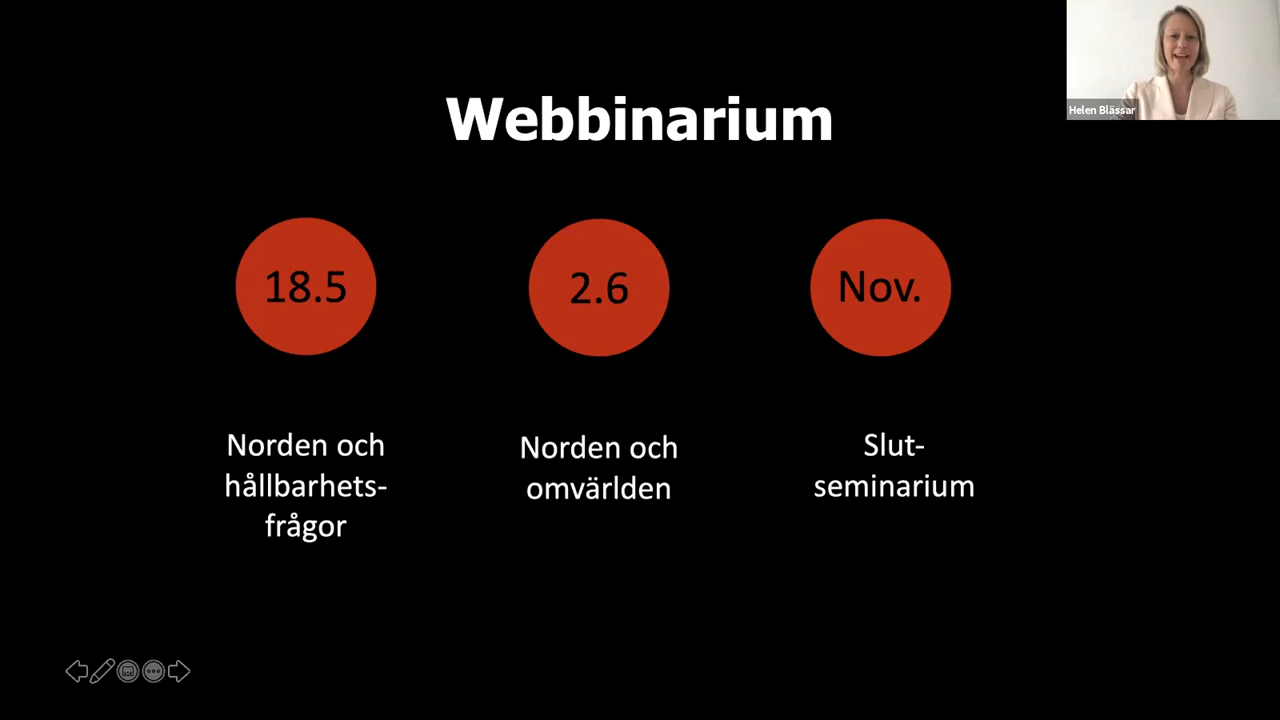 Helen Blässar
Webbinarium
18.5
2.6
Nov.
Norden och
hållbarhets-
frågor
Norden och
omvärlden
Slut-
seminarium